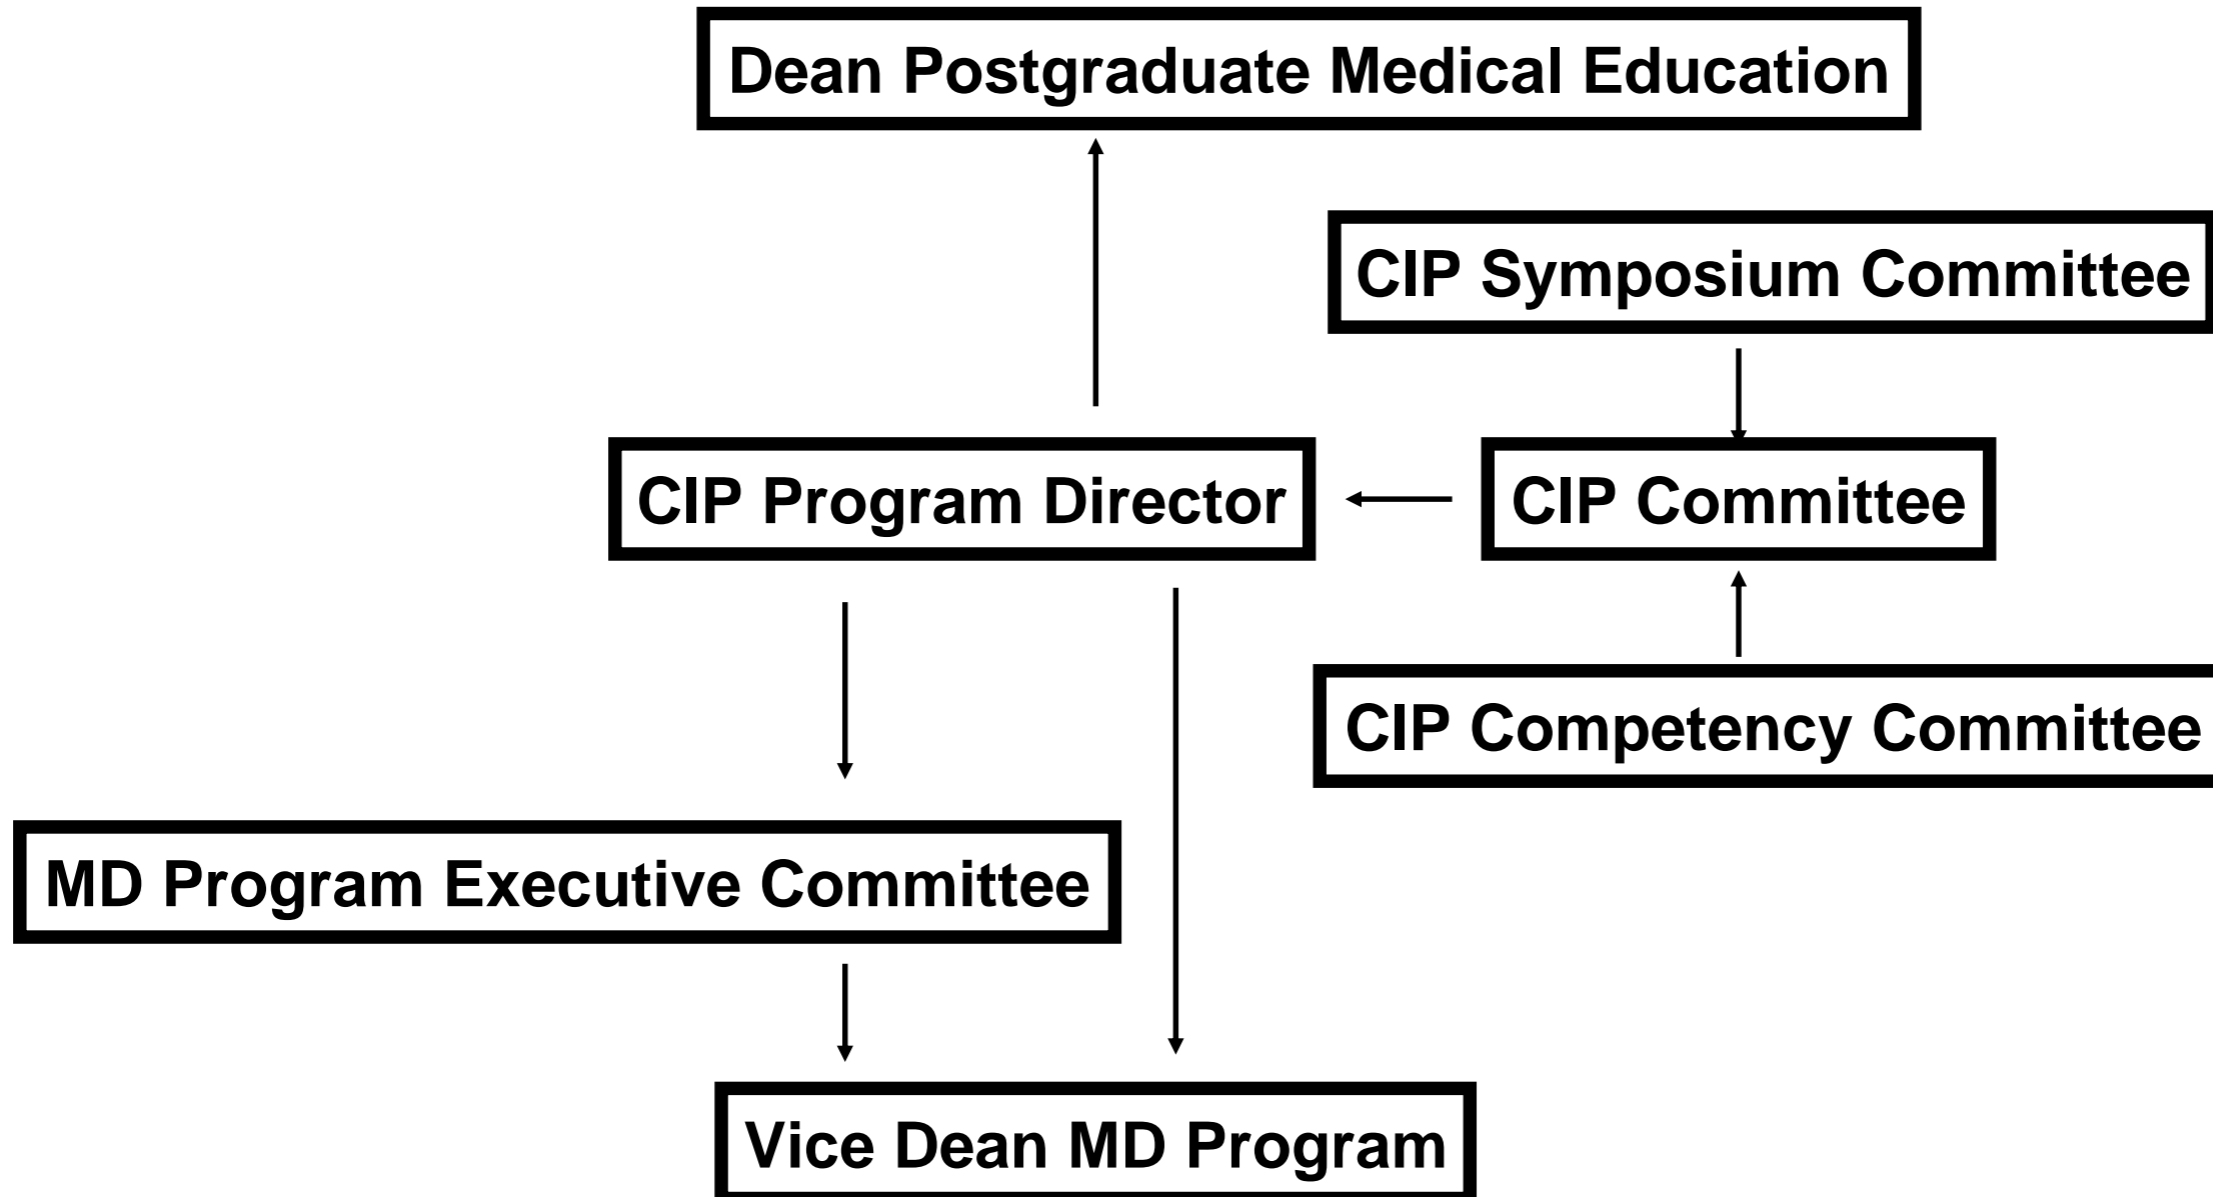 Dean Postgraduate Medical Education
CIP Symposium Committee
CIP Program Director
CIP Committee
CIP Competency Committee
MD Program Executive Committee
Vice Dean MD Program